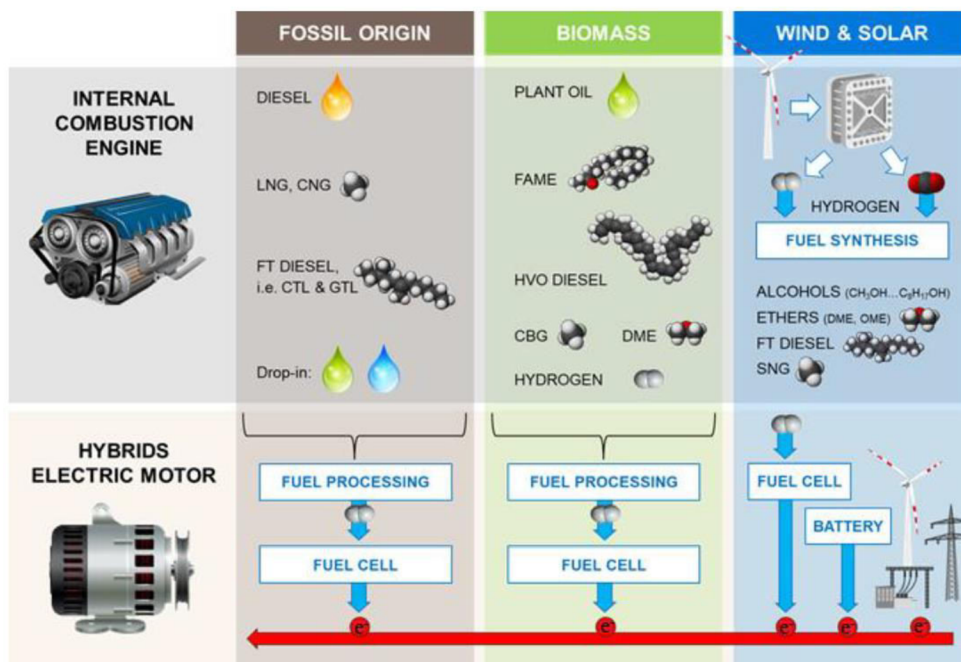 FOSSIL ORIGIN
BIOMASS
WIND & SOLAR
INTERNAL
COMBUSTION
ENGINE
DIESEL
LNG, CNG
FT DIESEL,
i.e. CTL & GTL
Drop-in:
PLANT OIL
FAME
HVO DIESEL
CBG
DME
HYDROGEN
HYDROGEN
FUEL SYNTHESIS
ALCOHOLS (CH₃OH...C₈H₁₇OH)
ETHERS (DME, OME)
FT DIESEL
SNG
HYBRIDS
ELECTRIC MOTOR
FUEL PROCESSING
FUEL CELL
e⁻
FUEL PROCESSING
FUEL CELL
e⁻
FUEL CELL
BATTERY
e⁻
e⁻
e⁻